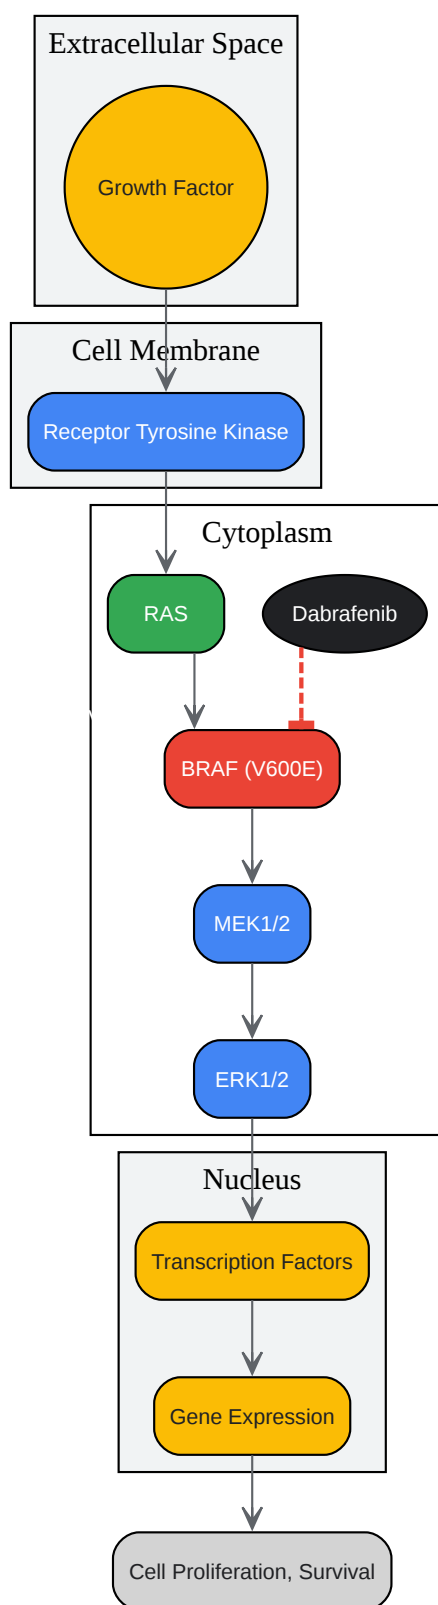 Extracellular Space
Growth Factor
Cell Membrane
Receptor Tyrosine Kinase
Cytoplasm
RAS
Dabrafenib
BRAF (V600E)
MEK1/2
ERK1/2
Nucleus
Transcription Factors
Gene Expression
Cell Proliferation, Survival